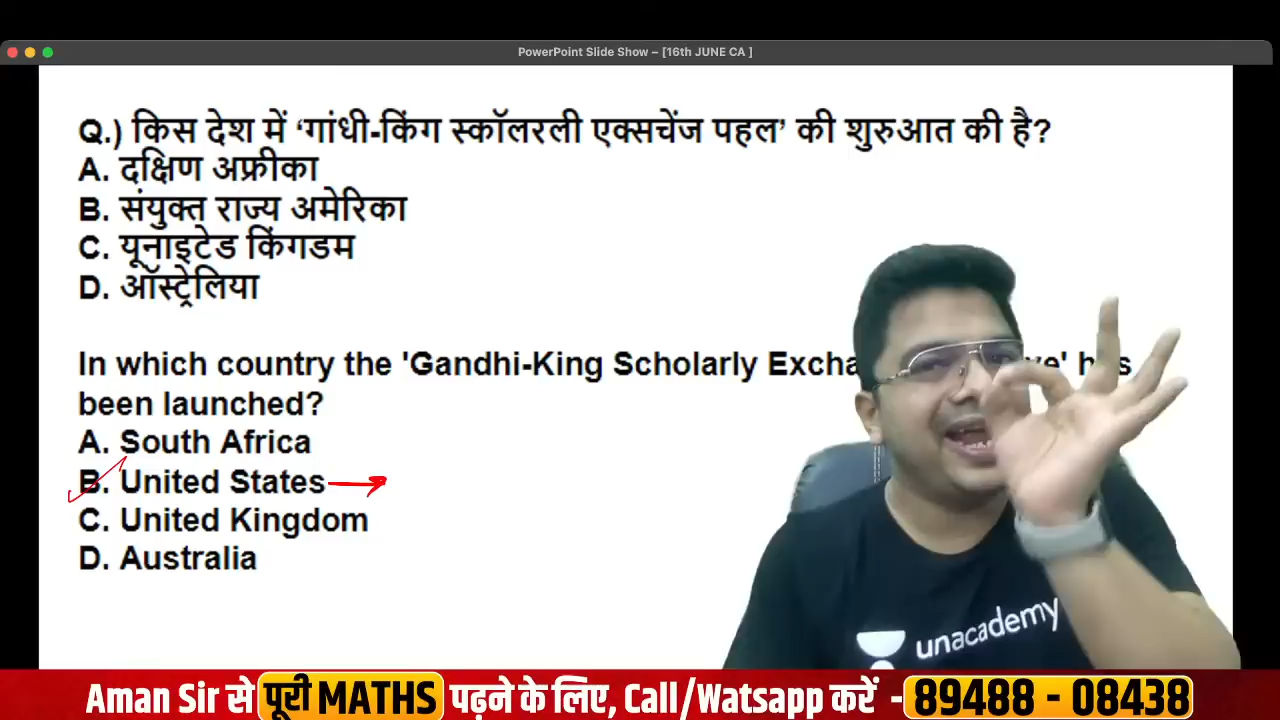 PowerPoint Slide Show – [16th JUNE CA ]
Q.) किस देश में ‘गांधी-किंग स्कॉलरली एक्सचेंज पहल’ की शुरुआत की है?
A. दक्षिण अफ्रीका
B. संयुक्त राज्य अमेरिका
C. यूनाइटेड किंगडम
D. ऑस्ट्रेलिया
In which country the 'Gandhi-King Scholarly
been launched?
A. South Africa
B. United States
C. United Kingdom
D. Australia
unacademy
Aman Sir से पूरी MATHS पढ़ने के लिए, Call/Watsapp करें - 89488 - 08438